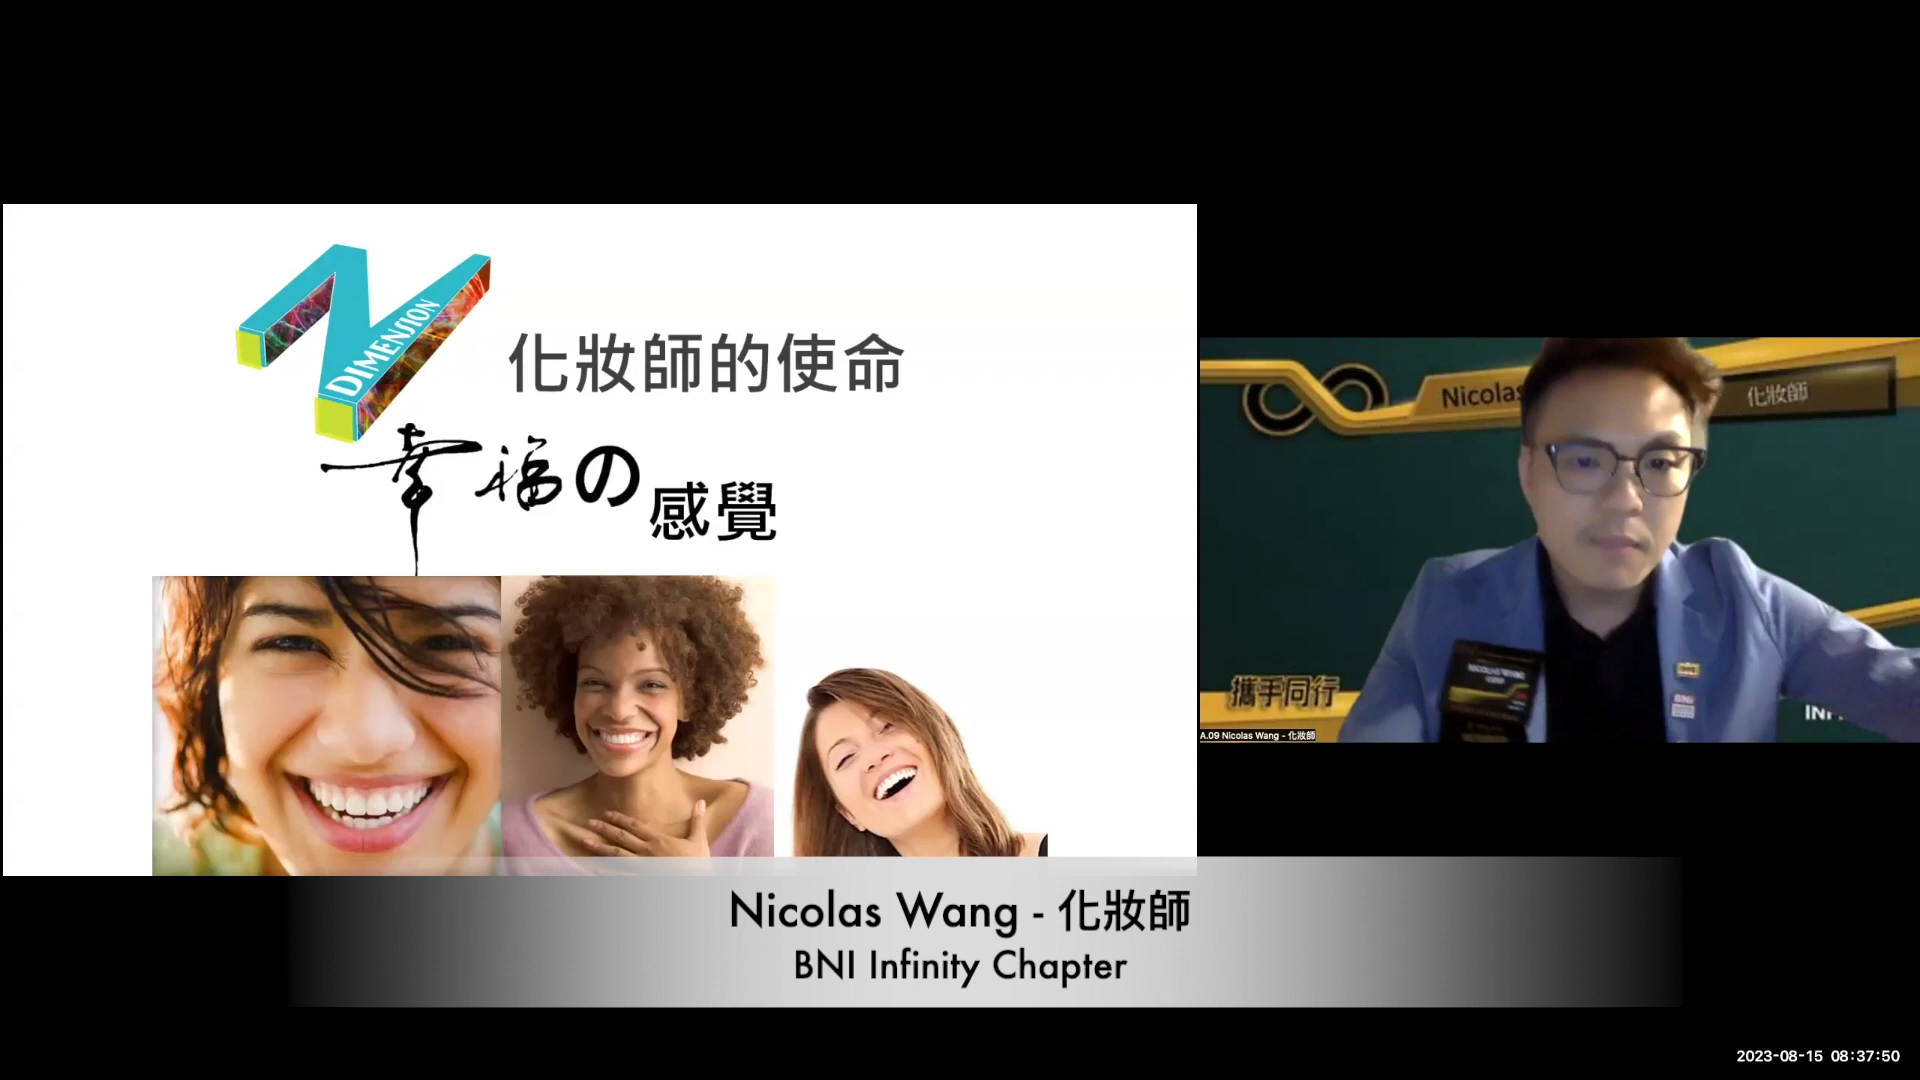 DIMENSION
化妝師的使命
幸福の感覺
Nicolas
化妝師
攜手同行
BNI
A.09 Nicolas Wang - 化妝師
Nicolas Wang - 化妝師
BNI Infinity Chapter
2023-08-15 08:37:50